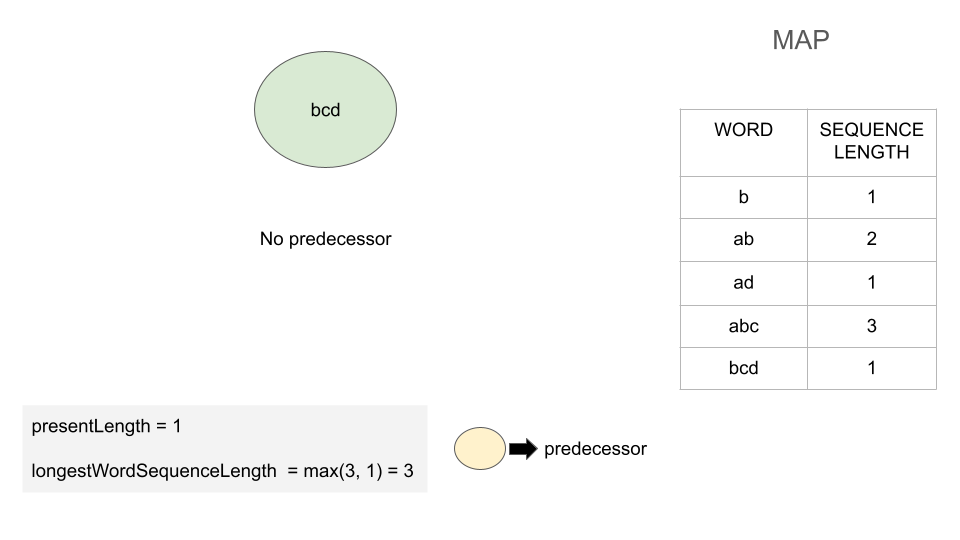 MAP
bcd
No predecessor
WORD
SEQUENCE
LENGTH
b 1
ab 2
ad 1
abc 3
bcd 1
presentLength = 1
longestWordSequenceLength = max(3, 1) = 3
predecessor